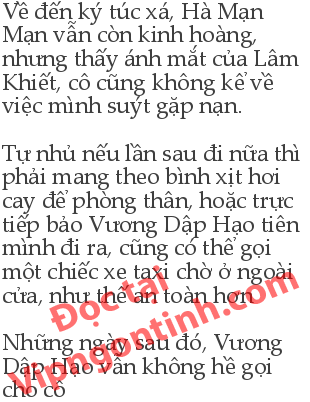 Về đến ký túc xá, Hà Mạn
Mạn vẫn còn kinh hoàng,
nhưng thấy ánh mắt của Lâm
Khiết, cô cũng không kể về
việc mình suýt gặp nạn.
Tự nhủ nếu lần sau đi nữa thì
phải mang theo bình xịt hơi
cay để phòng thân, hoặc trực
tiếp bảo Vương Dập Hạo tiên
mình đi ra, cũng có thể gọi
một chiếc xe taxi chờ ở ngoài
cửa, như thế an toàn hơn
Những ngày sau đó, Vương
Dập Hạo vẫn không hề gọi
cho cô
Đọc tại
Vipngontinh.com